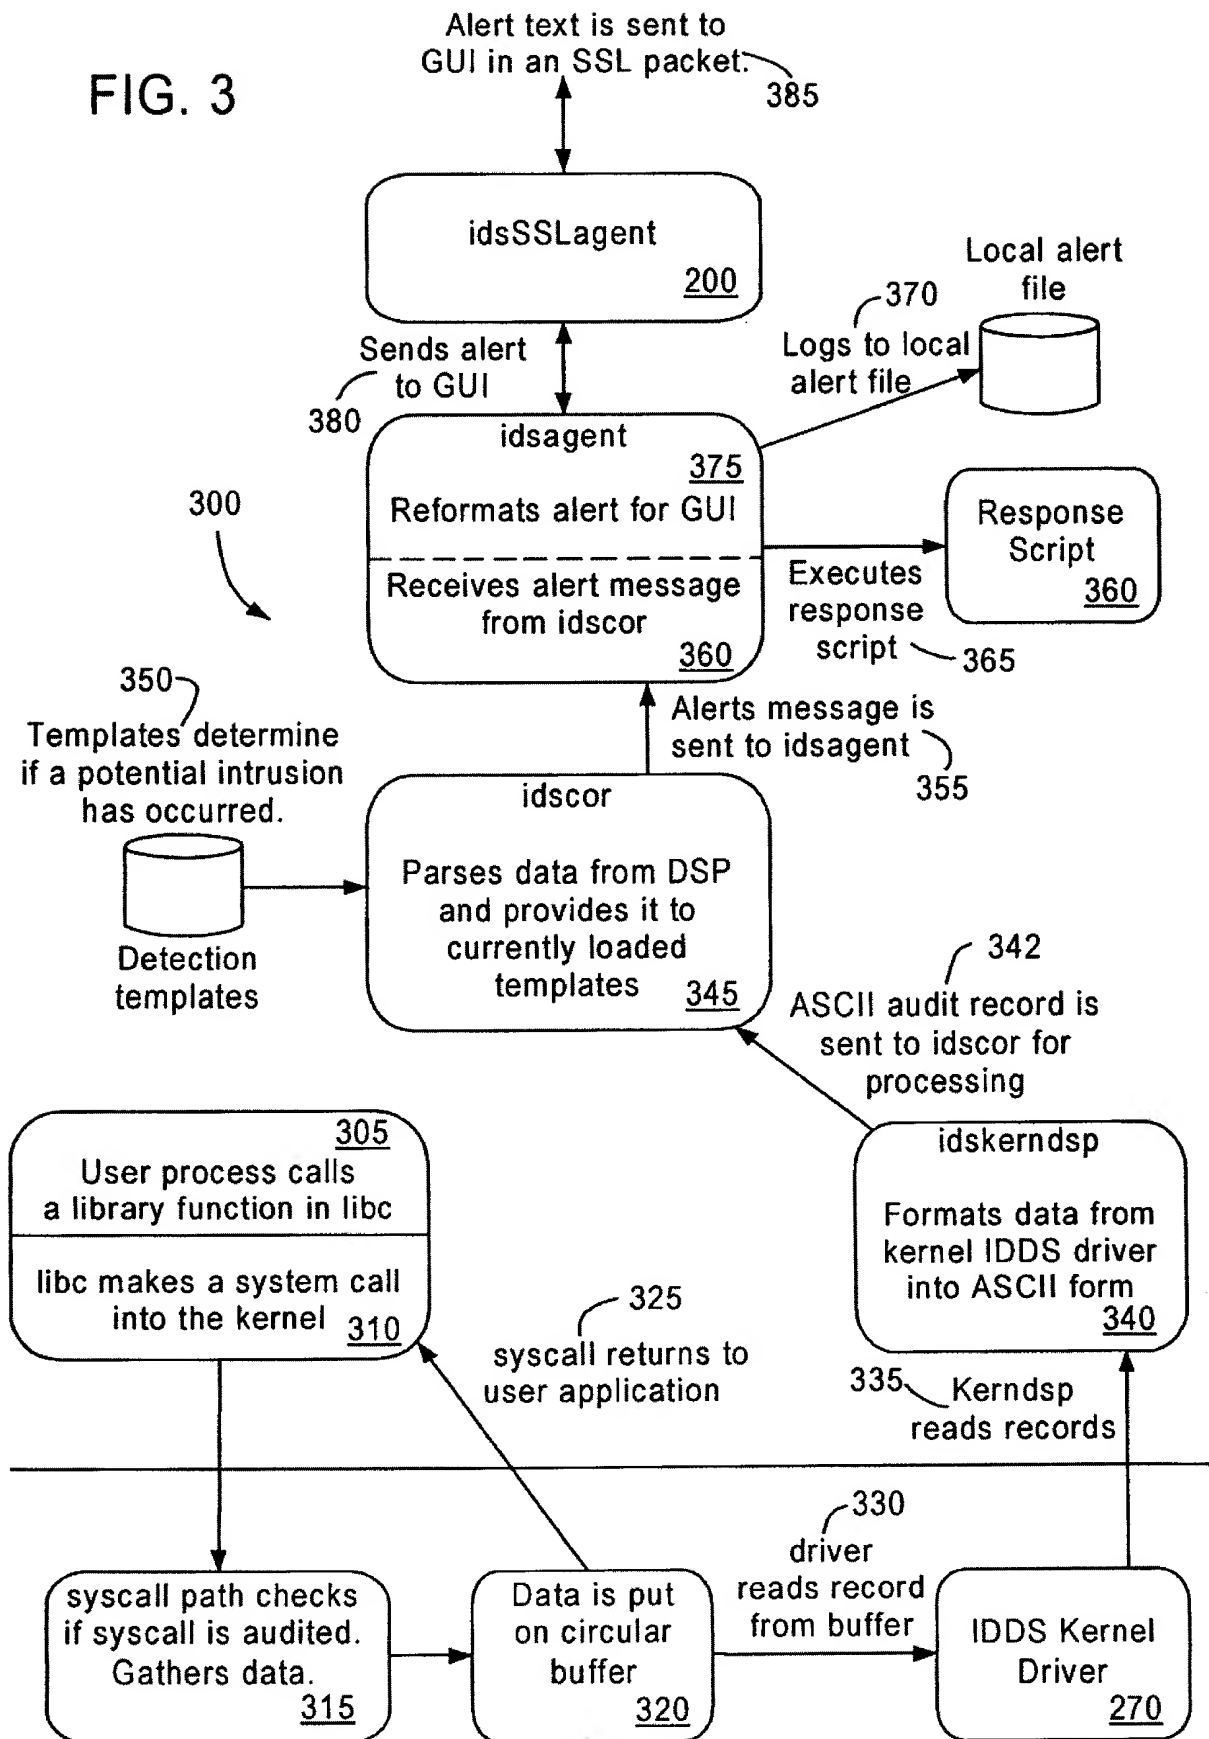 Alert text is sent to
GUI in an SSL packet.
385
FIG. 3
idsSSLagent
200
Sends alert
to GUI
380
370
Logs to local
alert file
Local alert
file
idsagent
375
Reformats alert for GUI
Receives alert message
from idscor
360
300
Executes
response
script
365
Response
Script
360
350
Templates determine
if a potential intrusion
has occurred.
Detection
templates
Alerts message is
sent to idsagent
355
idscor
Parses data from DSP
and provides it to
currently loaded
templates
345
342
ASCII audit record is
sent to idscor for
processing
305
User process calls
a library function in libc
libc makes a system call
into the kernel
310
idskerndsp
Formats data from
kernel IDDS driver
into ASCII form
340
325
syscall returns to
user application
335
Kerndsp
reads records
330
driver
reads record
from buffer
syscall path checks
if syscall is audited.
Gathers data.
315
Data is put
on circular
buffer
320
IDDS Kernel
Driver
270